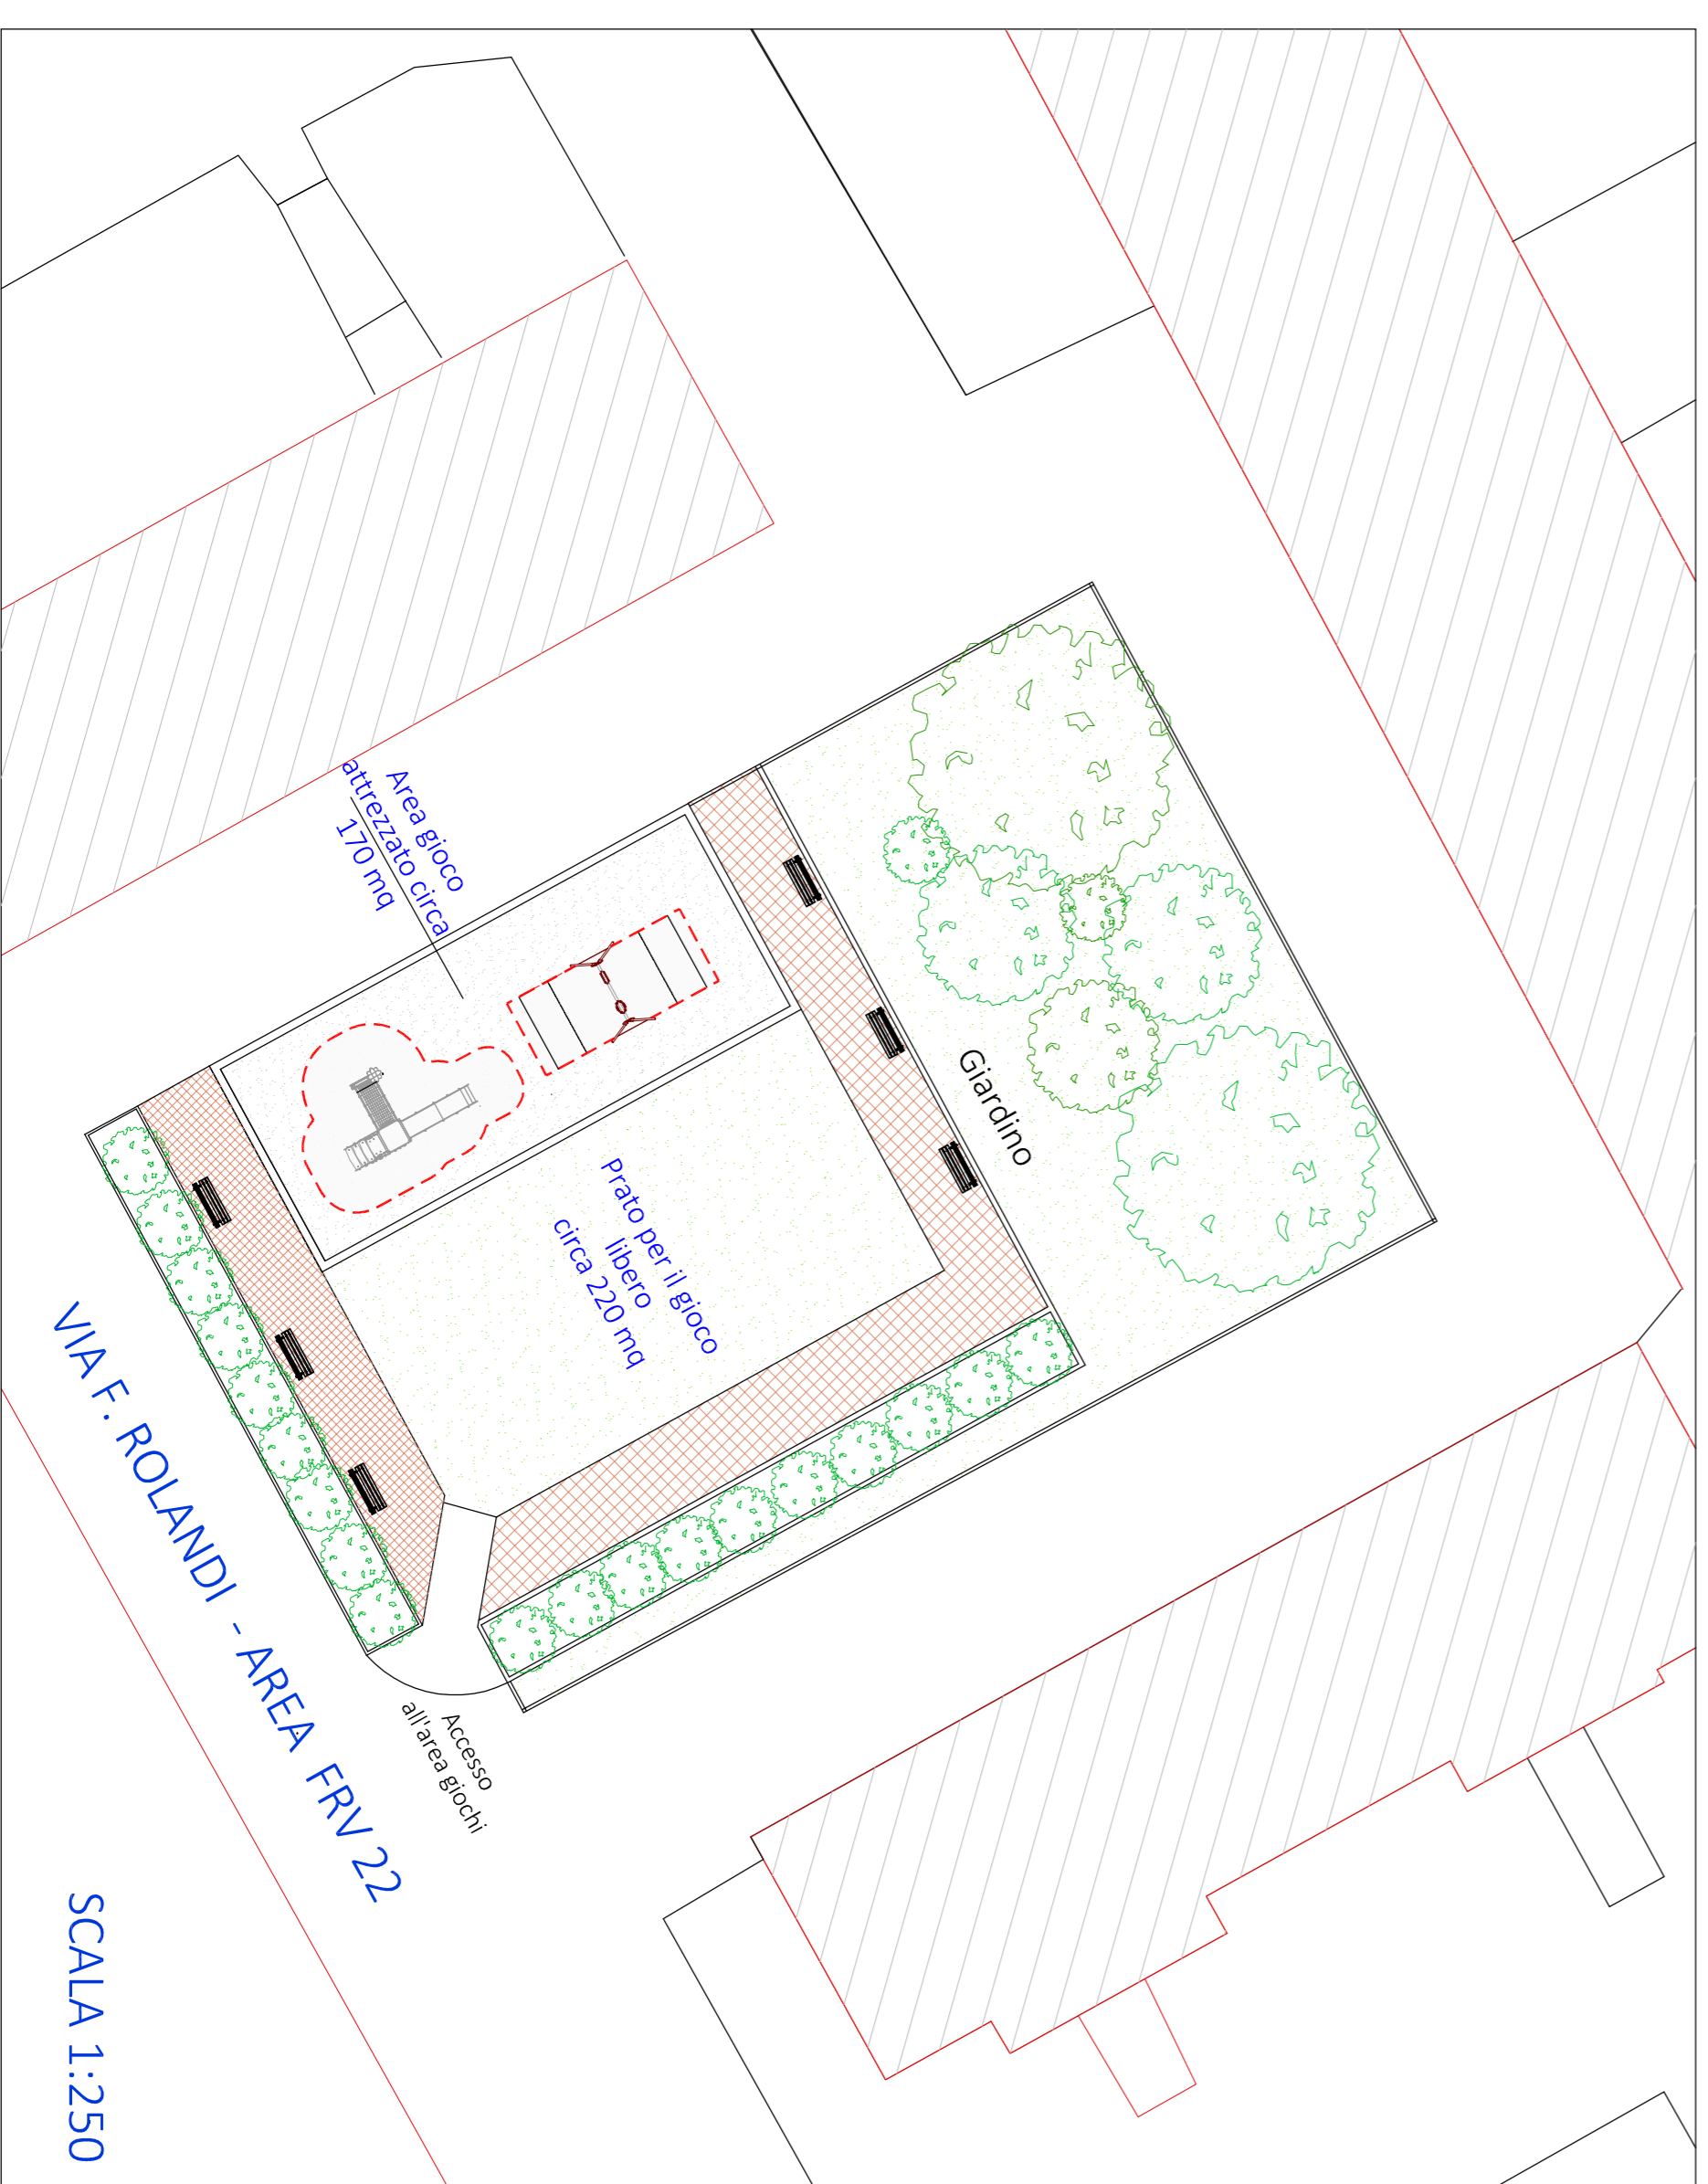 Area gioco
attrezzato circa
170 mq
Giardino
Prato per il gioco
libero
circa 220 mq
VIA F. ROLANDI - AREA FRV 22
Accesso
all'area giochi
SCALA 1:250